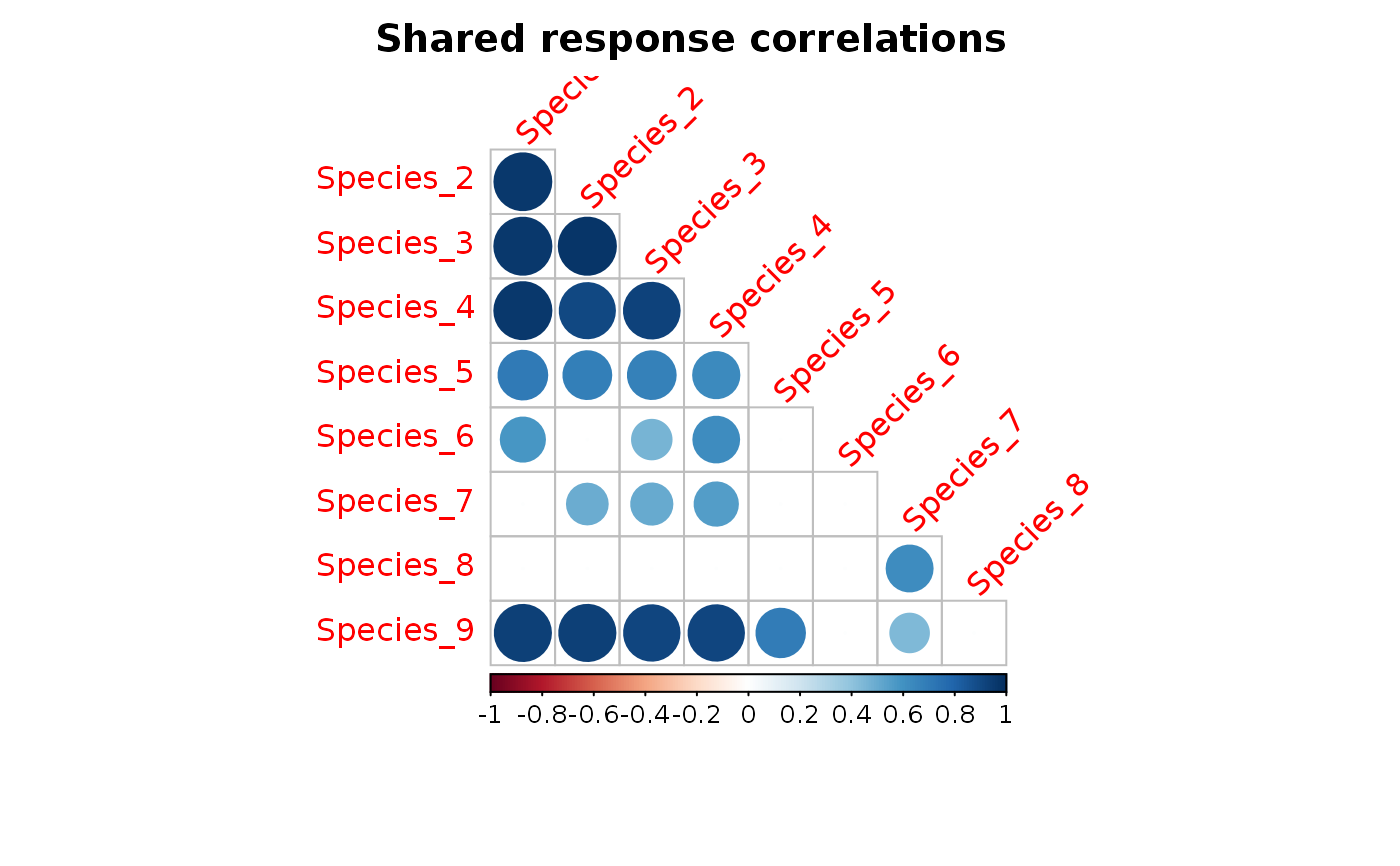 Shared response correlations
Species_2
Species_3
Species_4
Species_5
Species_6
Species_7
Species_8
Species_2
Species_3
Species_4
Species_5
Species_6
Species_7
Species_8
Species_9
-1 -0.8 -0.6 -0.4 -0.2 0 0.2 0.4 0.6 0.8 1